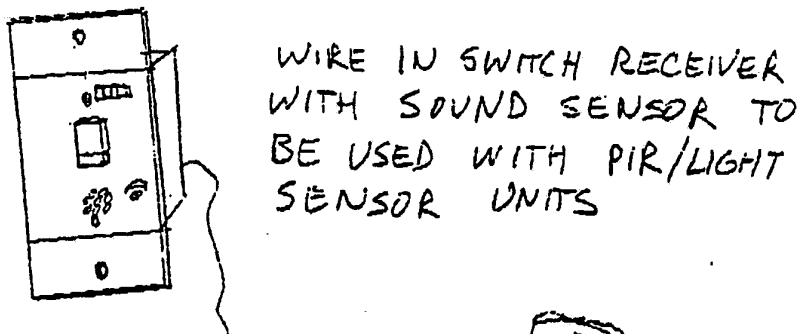 WIRE IN SWITCH RECEIVER
WITH SOUND SENSOR TO
BE USED WITH PIR/LIGHT
SENSOR UNITS